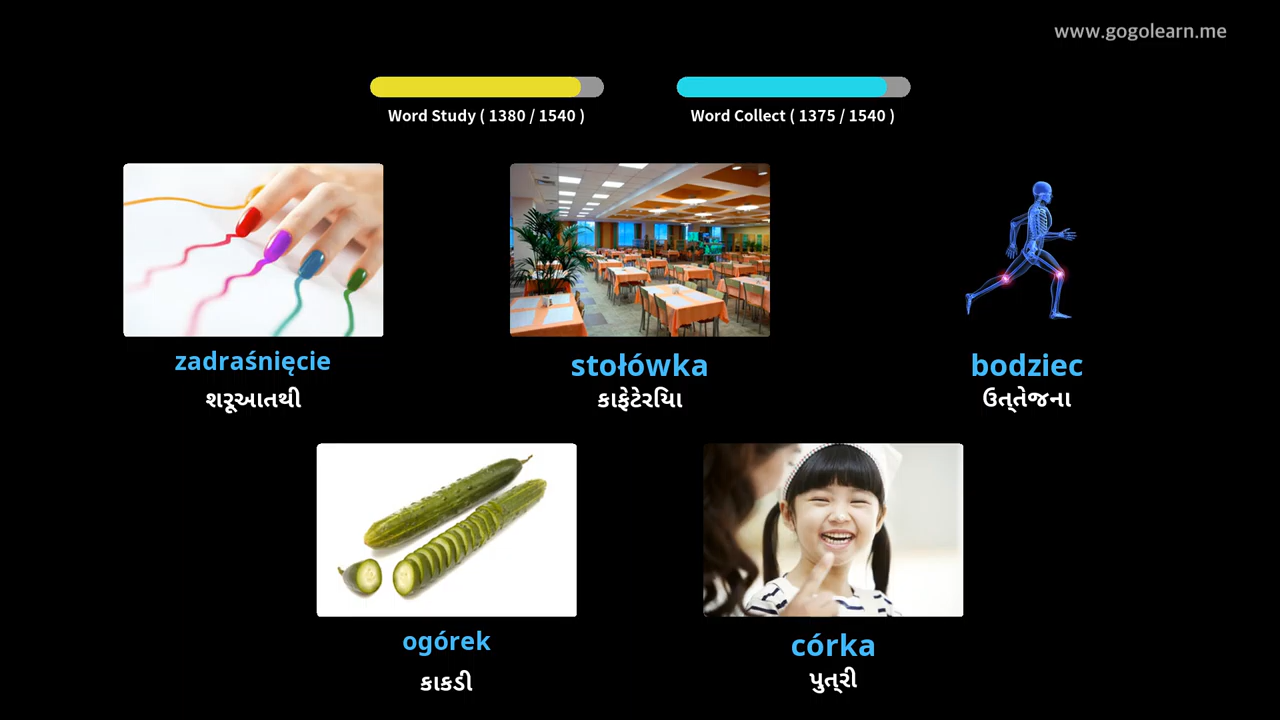 www.gogolearn.me
Word Study ( 1380 / 1540 )
Word Collect ( 1375 / 1540 )
zadraśnięcie
શરૂઆતથી
stołówka
કાફેટેરિયા
bodziec
ઉત્તેજના
ogórek
કાકડી
córka
પુત્રી